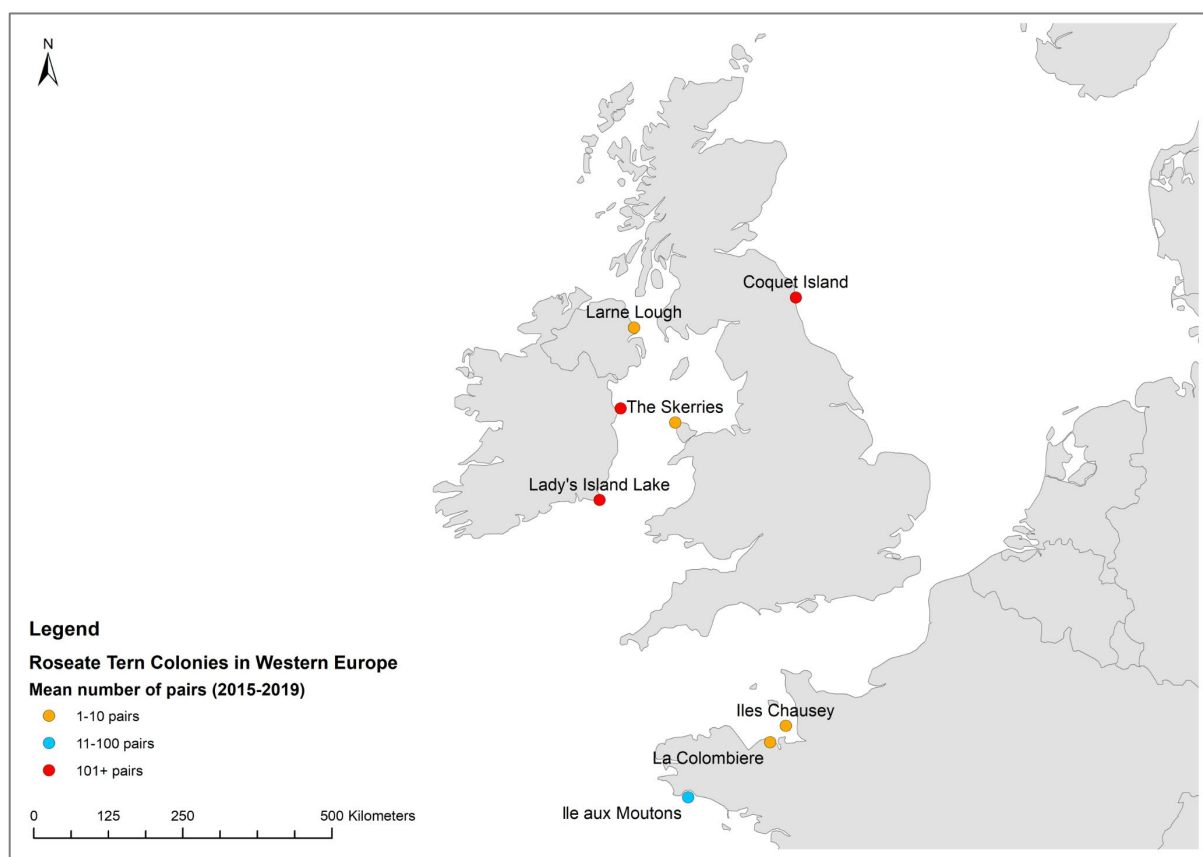 N
Coquet Island
Larne Lough
The Skerries
Lady's Island Lake
Legend
Roseate Tern Colonies in Western Europe
Mean number of pairs (2015-2019)
1-10 pairs
11-100 pairs
101+ pairs
Iles Chausey
La Colombiere
Ile aux Moutons
0 125 250 500 Kilometers